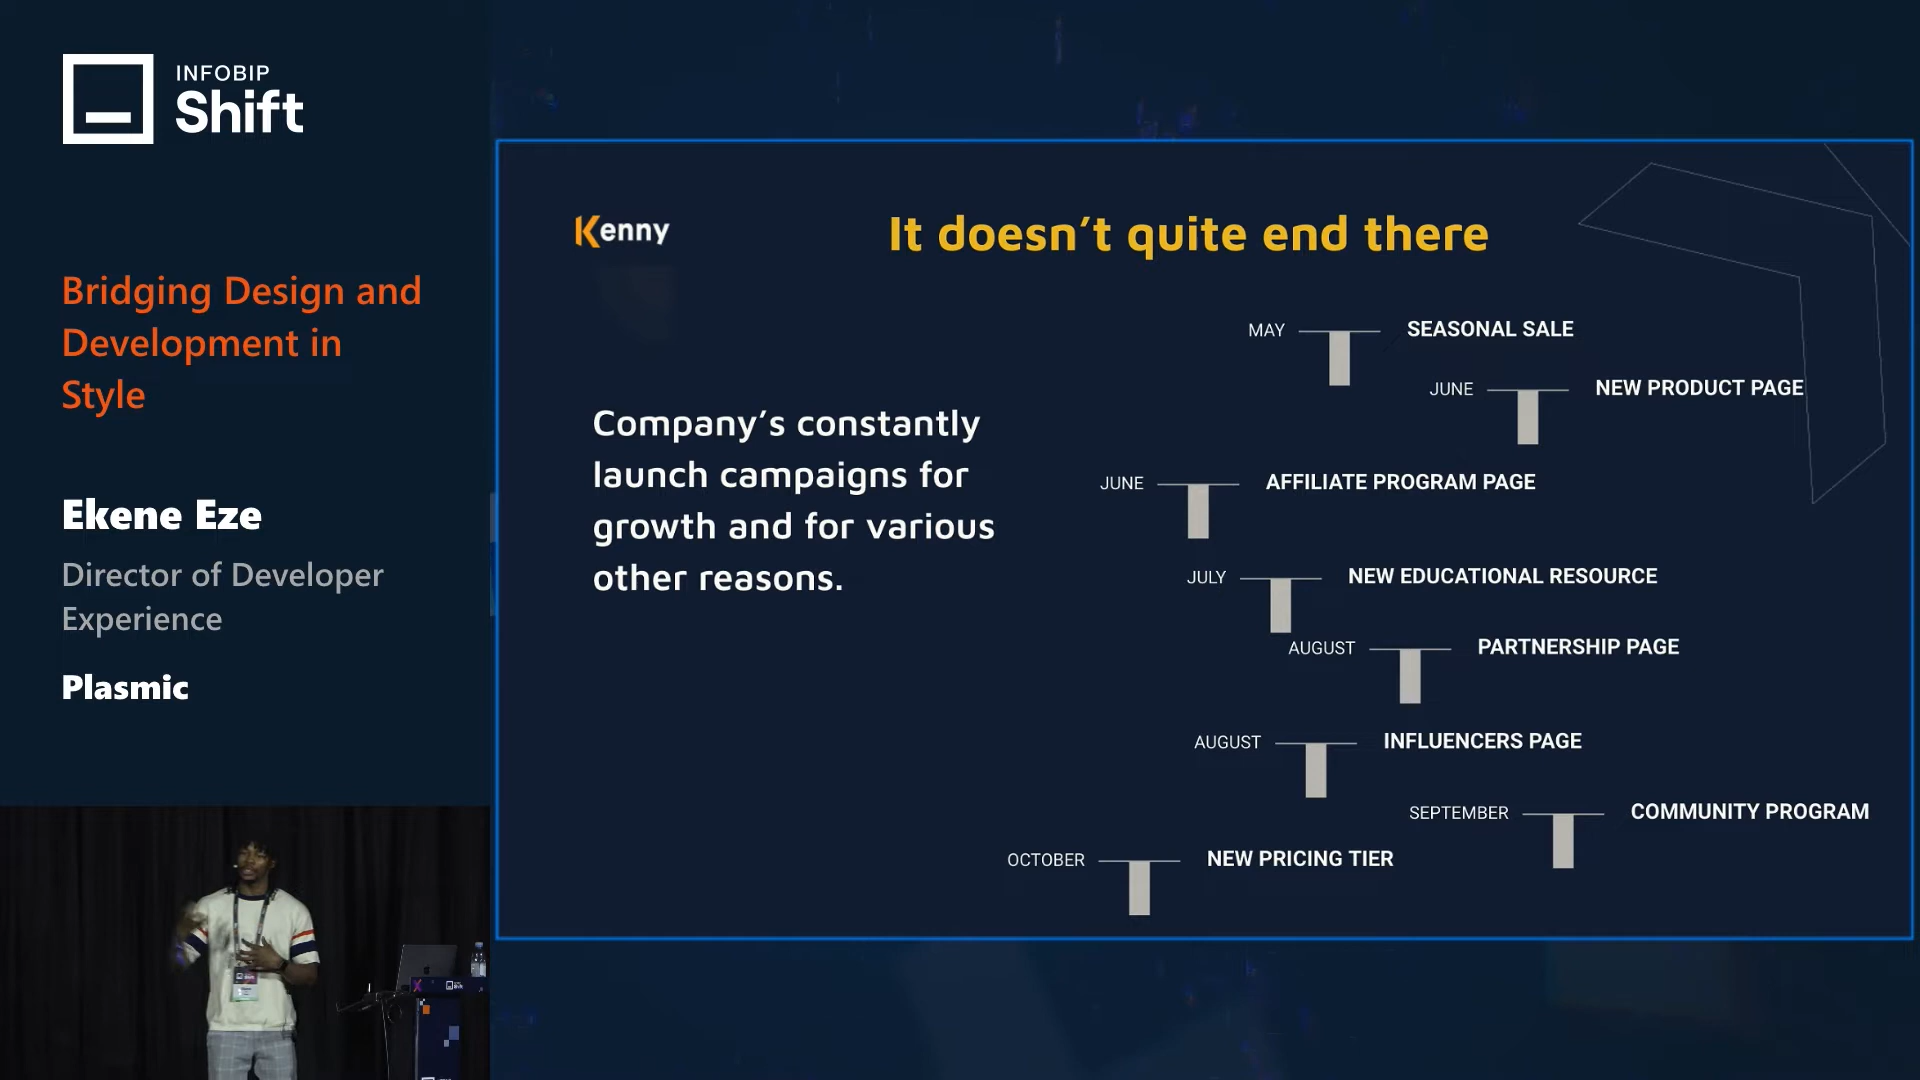 INFOBIP
Shift
Bridging Design and
Development in
Style
Ekene Eze
Director of Developer
Experience
Plasmic
Kenny
It doesn’t quite end there
Company’s constantly
launch campaigns for
growth and for various
other reasons.
MAY SEASONAL SALE
JUNE NEW PRODUCT PAGE
JUNE AFFILIATE PROGRAM PAGE
JULY NEW EDUCATIONAL RESOURCE
AUGUST PARTNERSHIP PAGE
AUGUST INFLUENCERS PAGE
SEPTEMBER COMMUNITY PROGRAM
OCTOBER NEW PRICING TIER